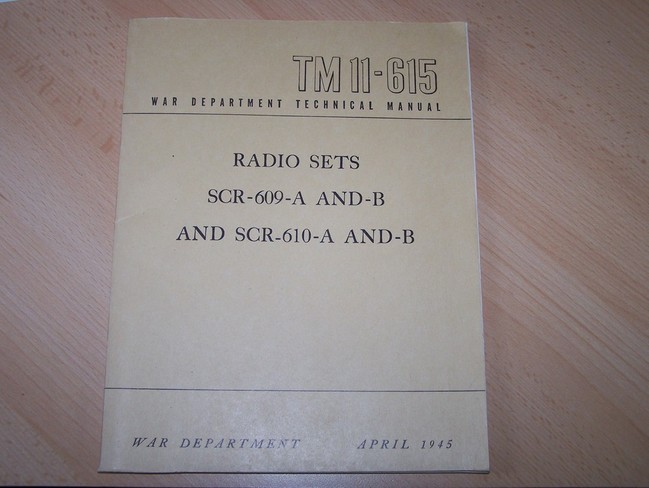 TM 11-615
WAR DEPARTMENT TECHNICAL MANUAL
RADIO SETS
SCR-609-A AND-B
AND SCR-610-A AND-B
WAR DEPARTMENT APRIL 1945